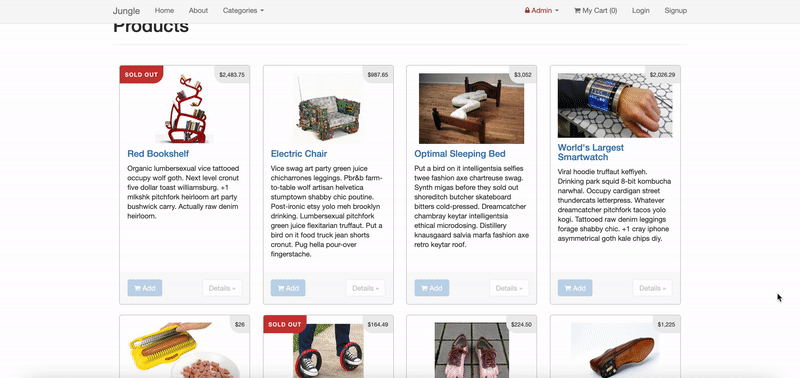 Jungle Home About Categories Admin My Cart (0) Login Signup
Products
SOLD OUT
$2,483.75
Red Bookshelf
Organic lumbersexual vice tattooed
occupy wolf goth. Next level cronut
five dollar toast williamsburg. +1
mlkshk pitchfork heirloom art party
bushwick carry. Actually raw denim
heirloom.
Add
Details »
$987.65
Electric Chair
Vice swag art party green juice
chicharrones leggings. Pbr&b farm-
to-table wolf artisan helvetica
stumptown shabby chic poutine.
Post-ironic etsy yolo meh brooklyn
drinking. Lumbersexual pitchfork
green juice flexitarian truffaut. Put a
bird on it food truck jean shorts
cronut. Pug hella pour-over
fingerstache.
Add
Details »
$3,052
Optimal Sleeping Bed
Put a bird on it intelligentsia selfies
twee fashion axe chartreuse swag.
Synth migas before they sold out
shoreditch butcher skateboard
bitters cold-pressed. Dreamcatcher
chambray keytar intelligentsia
ethical microdosing. Distillery
knausgaard salvia marfa fashion axe
retro keytar roof.
Add
Details »
$2,026.29
World's Largest
Smartwatch
Viral hoodie truffaut keffiyeh.
Drinking park squid 8-bit kombucha
narwhal. Occupy cardigan street
thundercats letterpress. Whatever
dreamcatcher pitchfork tacos yolo
kogi. Tattooed raw denim leggings
forage shabby chic. +1 cray iphone
asymmetrical goth kale chips diy.
Add
Details »
$26
SOLD OUT
$164.49
$224.50
$1,225